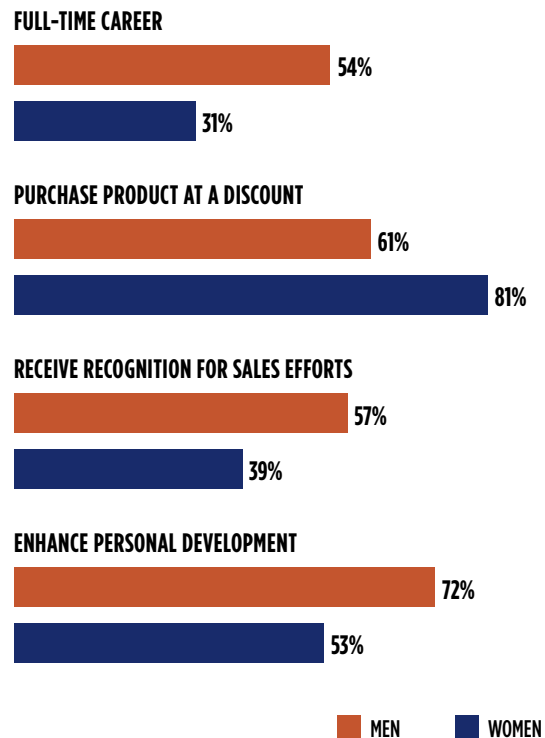 FULL-TIME CAREER
54%
31%
PURCHASE PRODUCT AT A DISCOUNT
61%
81%
RECEIVE RECOGNITION FOR SALES EFFORTS
57%
39%
ENHANCE PERSONAL DEVELOPMENT
72%
53%
MEN WOMEN